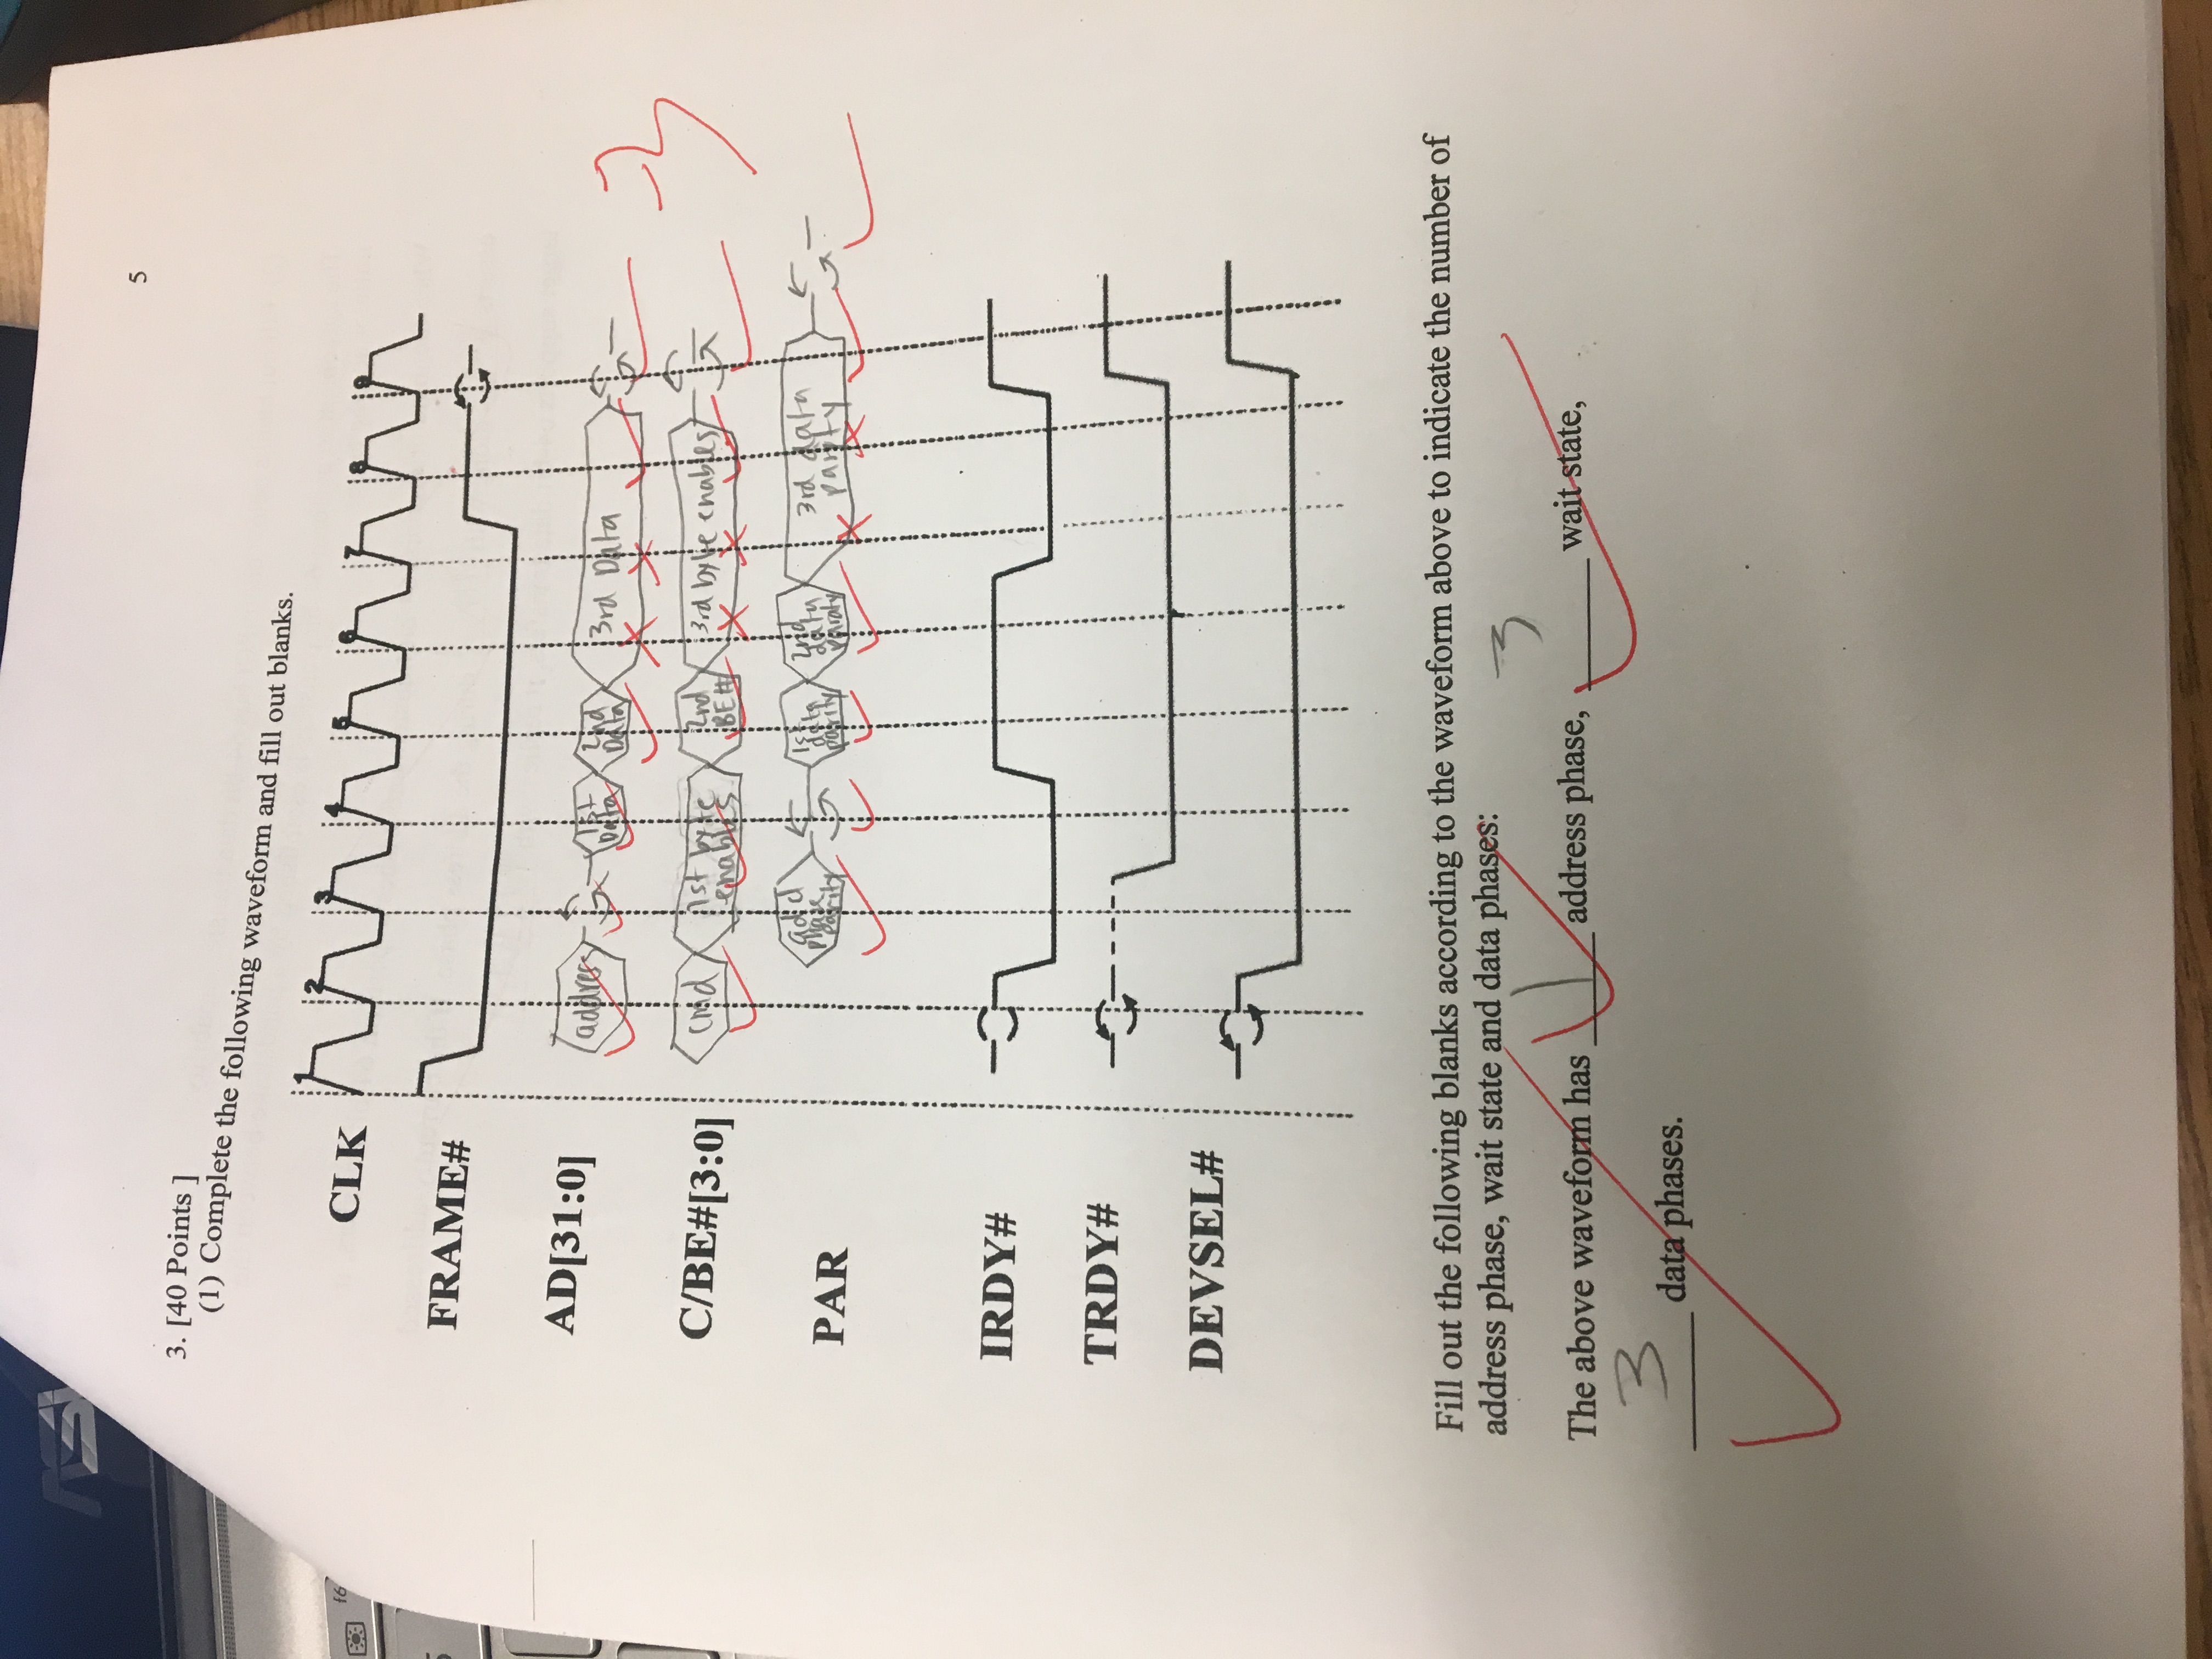 ASU
f6
5
5
3. [40 Points ]
(1) Complete the following waveform and fill out blanks.
1 2 3 4 5 6 7 8 9
CLK
FRAME#
AD[31:0]
address 1st Data 2nd Data 3rd Data
-3
C/BE#[3:0]
cmd 1st byte enables 2nd BE# 3rd byte enables
PAR
add phase parity 1st data parity 2nd data paraty 3rd data parity
IRDY#
TRDY#
DEVSEL#
Fill out the following blanks according to the waveform above to indicate the number of
address phase, wait state and data phases:
The above waveform has 1 address phase, 3 wait state,
3 data phases.